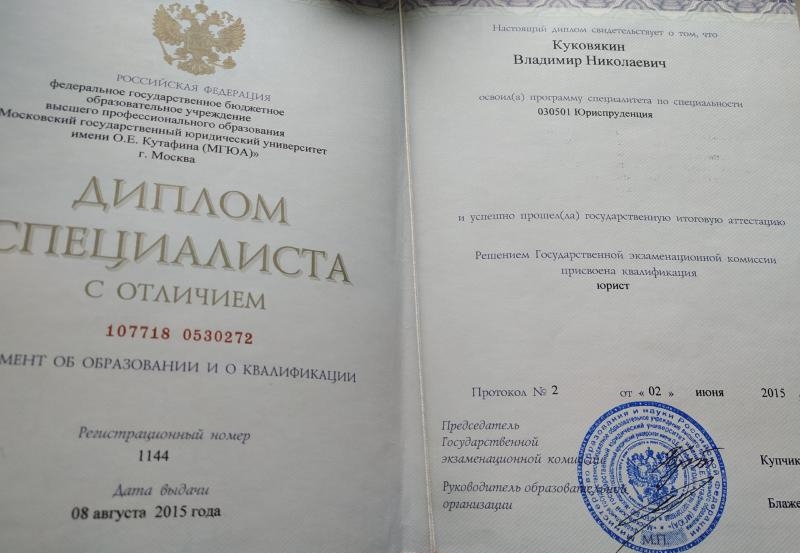 РОССИЙСКАЯ ФЕДЕРАЦИЯ
федеральное государственное бюджетное
образовательное учреждение
высшего профессионального образования
Московский государственный юридический университет
имени О.Е. Кутафина (МГЮА)»
г. Москва
ДИПЛОМ
СПЕЦИАЛИСТА
С ОТЛИЧИЕМ
107718 0530272
МЕНТ ОБ ОБРАЗОВАНИИ И О КВАЛИФИКАЦИИ
Регистрационный номер
1144
Дата выдачи
08 августа 2015 года
Настоящий диплом свидетельствует о том, что
Куковякин
Владимир Николаевич
освоил(а) программу специалитета по специальности
030501 Юриспруденция
и успешно прошел(ла) государственную итоговую аттестацию
Решением Государственной экзаменационной комиссии
присвоена квалификация
юрист
Протокол № 2 от « 02 » июня 2015
Председатель
Государственной
экзаменационной комиссии Купчик
Руководитель образовательной
организации Блаже
М.П.